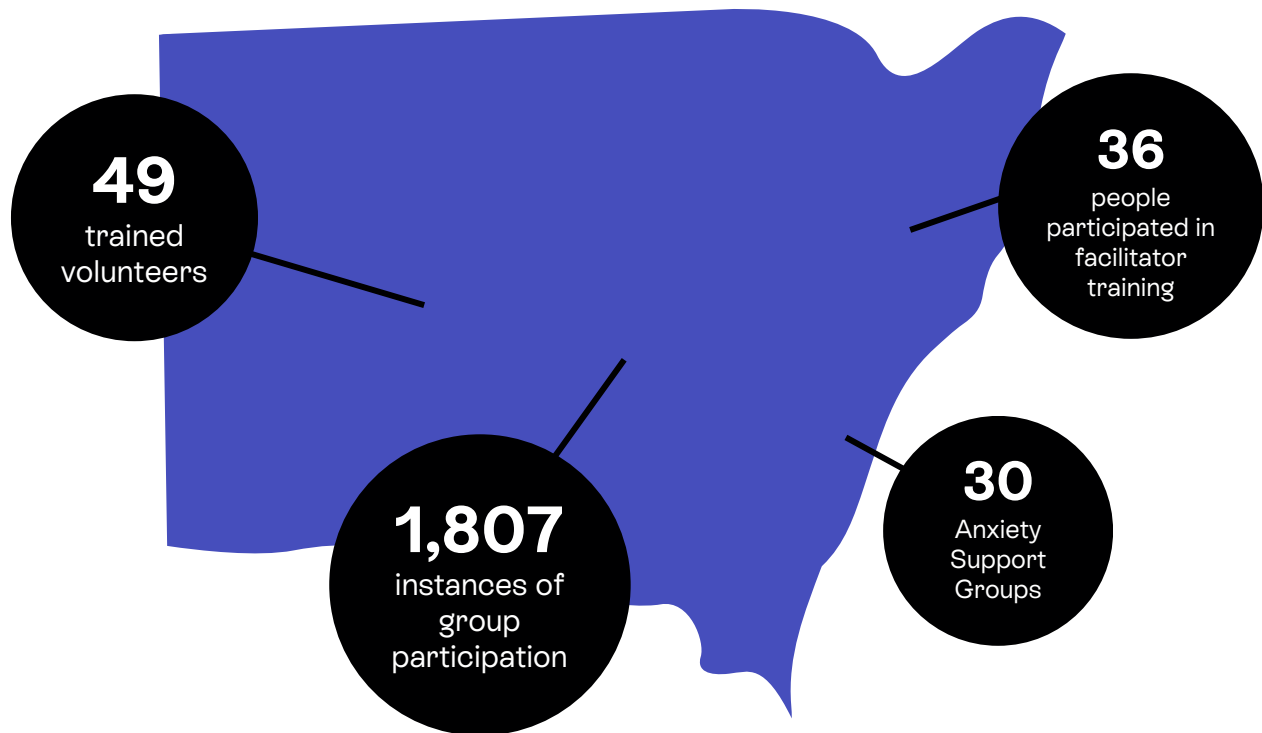 49
trained
volunteers
36
people
participated in
facilitator
training
1,807
instances of
group
participation
30
Anxiety
Support
Groups